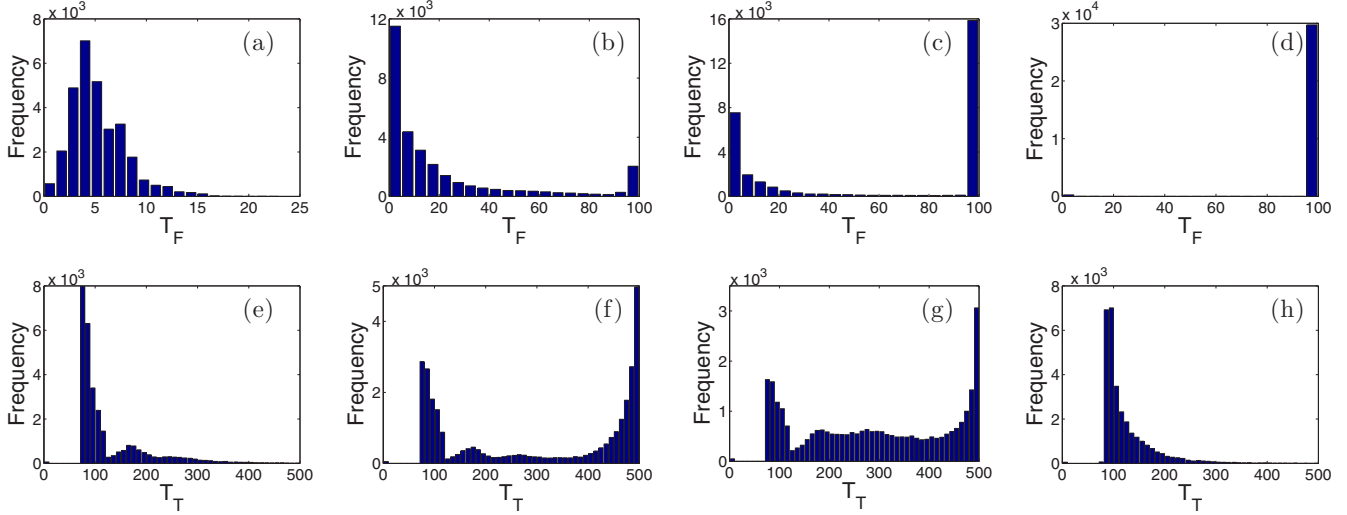 x 10³
(a)
Frequency
8
6
4
2
0
0 5 10 15 20 25
T_F
x 10³
(b)
Frequency
12
8
4
0
0 20 40 60 80 100
T_F
x 10³
(c)
Frequency
16
12
8
4
0
0 20 40 60 80 100
T_F
x 10⁴
(d)
Frequency
3
2
1
0
0 20 40 60 80 100
T_F
x 10³
(e)
Frequency
8
6
4
2
0
0 100 200 300 400 500
T_T
x 10³
(f)
Frequency
5
4
2
0
0 100 200 300 400 500
T_T
x 10³
(g)
Frequency
3
2
1
0
0 100 200 300 400 500
T_T
x 10³
(h)
Frequency
8
6
4
2
0
0 100 200 300 400 500
T_T